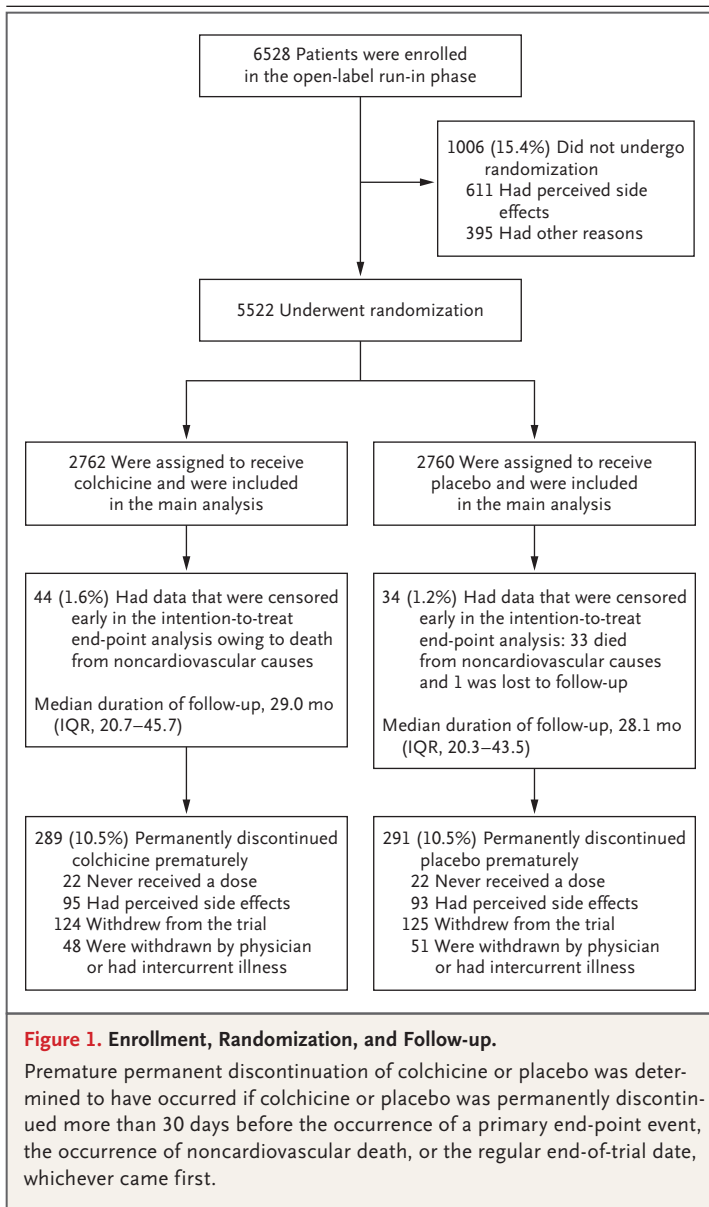 6528 Patients were enrolled
in the open-label run-in phase
1006 (15.4%) Did not undergo
randomization
611 Had perceived side
effects
395 Had other reasons
5522 Underwent randomization
2762 Were assigned to receive
colchicine and were included
in the main analysis
2760 Were assigned to receive
placebo and were included
in the main analysis
44 (1.6%) Had data that were censored
early in the intention-to-treat
end-point analysis owing to death
from noncardiovascular causes
Median duration of follow-up, 29.0 mo
(IQR, 20.7–45.7)
34 (1.2%) Had data that were censored
early in the intention-to-treat
end-point analysis: 33 died
from noncardiovascular causes
and 1 was lost to follow-up
Median duration of follow-up, 28.1 mo
(IQR, 20.3–43.5)
289 (10.5%) Permanently discontinued
colchicine prematurely
22 Never received a dose
95 Had perceived side effects
124 Withdrew from the trial
48 Were withdrawn by physician
or had intercurrent illness
291 (10.5%) Permanently discontinued
placebo prematurely
22 Never received a dose
93 Had perceived side effects
125 Withdrew from the trial
51 Were withdrawn by physician
or had intercurrent illness
Figure 1. Enrollment, Randomization, and Follow-up.
Premature permanent discontinuation of colchicine or placebo was deter-
mined to have occurred if colchicine or placebo was permanently discontin-
ued more than 30 days before the occurrence of a primary end-point event,
the occurrence of noncardiovascular death, or the regular end-of-trial date,
whichever came first.